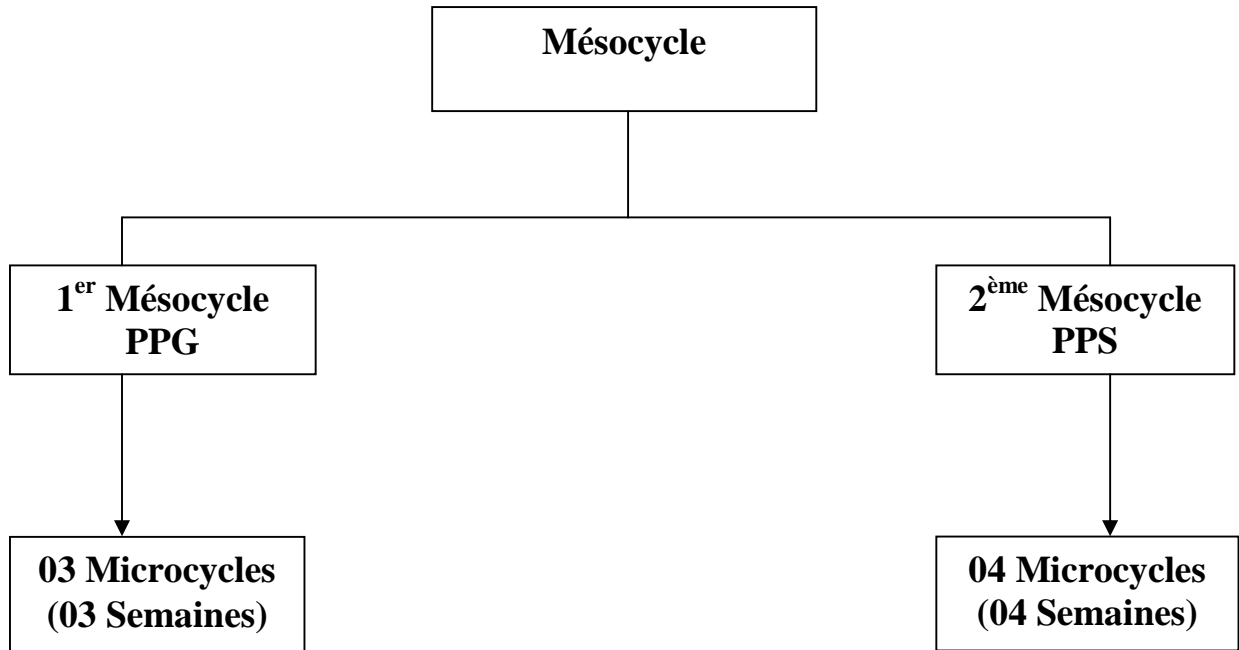 Mésocycle
1er Mésocycle
PPG
2ème Mésocycle
PPS
03 Microcycles
(03 Semaines)
04 Microcycles
(04 Semaines)